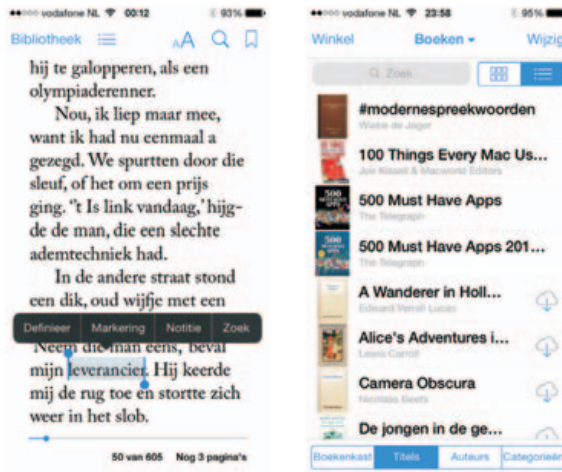 vodafone NL 00:12 93%
Bibliotheek AA
hij te galopperen, als een
olympiaderenner.
Nou, ik liep maar mee,
want ik had nu eenmaal a
gezegd. We spurtten door die
sleuf, of het om een prijs
ging. ‘’t Is link vandaag,’ hijg-
de de man, die een slechte
ademtechniek had.
In de andere straat stond
een dik, oud wijfje met een
Definieer Markering Notitie Zoek
‘Neem die man eens,’ beval
mijn leverancier. Hij keerde
mij de rug toe en stortte zich
weer in het slob.
50 van 605 Nog 3 pagina's
vodafone NL 23:58 95%
Winkel Boeken Wijzig
Zoek
#modernespreekwoorden
Wiebe de Jager
100 Things Every Mac Us...
Joe Kissell & Macworld Editors
500 Must Have Apps
The Telegraph
500 Must Have Apps 201...
The Telegraph
A Wanderer in Holl...
Edward Verrall Lucas
Alice's Adventures i...
Lewis Carroll
Camera Obscura
Nicolaas Beets
De jongen in de ge...
Boekenkast Titels Auteurs Categorieën